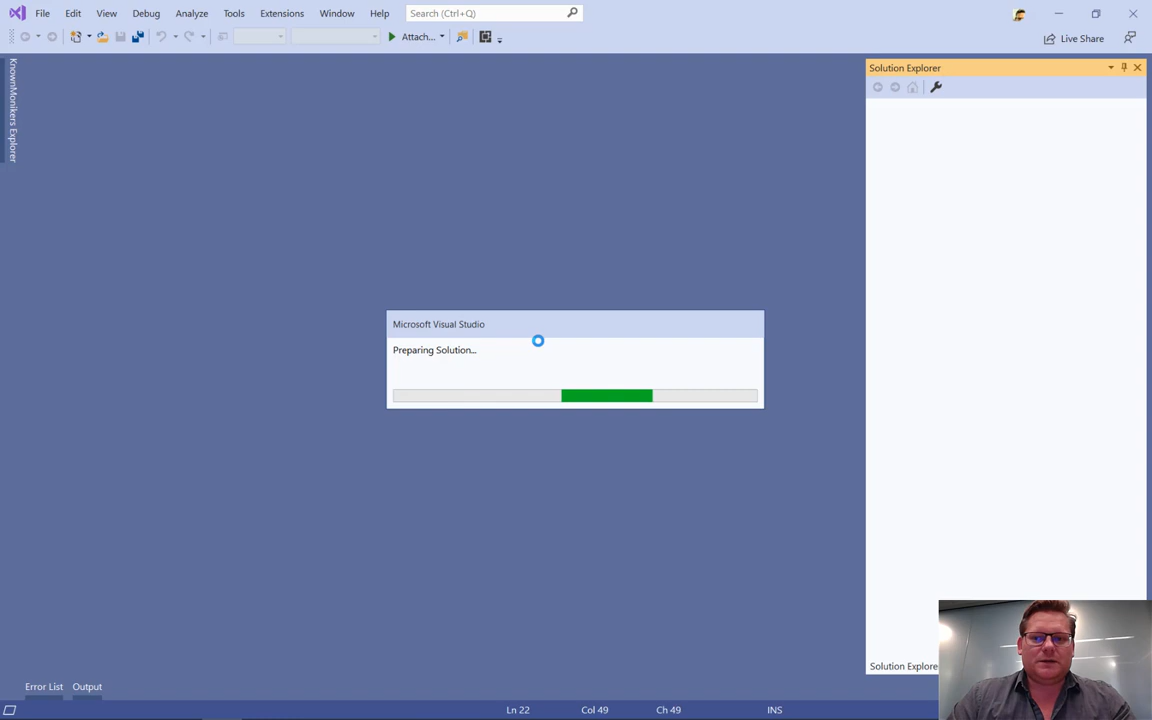 File Edit View Debug Analyze Tools Extensions Window Help Search (Ctrl+Q)
Attach...
Live Share
KnownMonikers Explorer
Solution Explorer
Microsoft Visual Studio
Preparing Solution...
Solution Explore
Error List Output
Ln 22 Col 49 Ch 49 INS